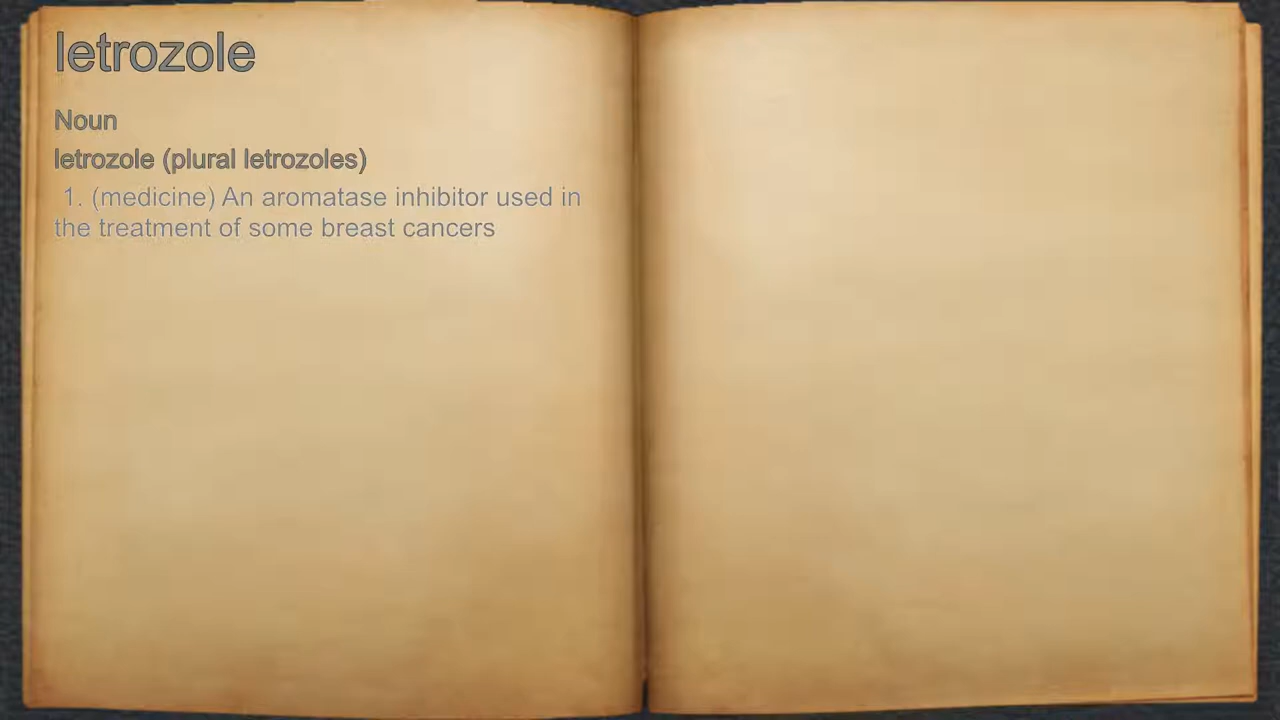 letrozole
Noun
letrozole (plural letrozoles)
1. (medicine) An aromatase inhibitor used in
the treatment of some breast cancers